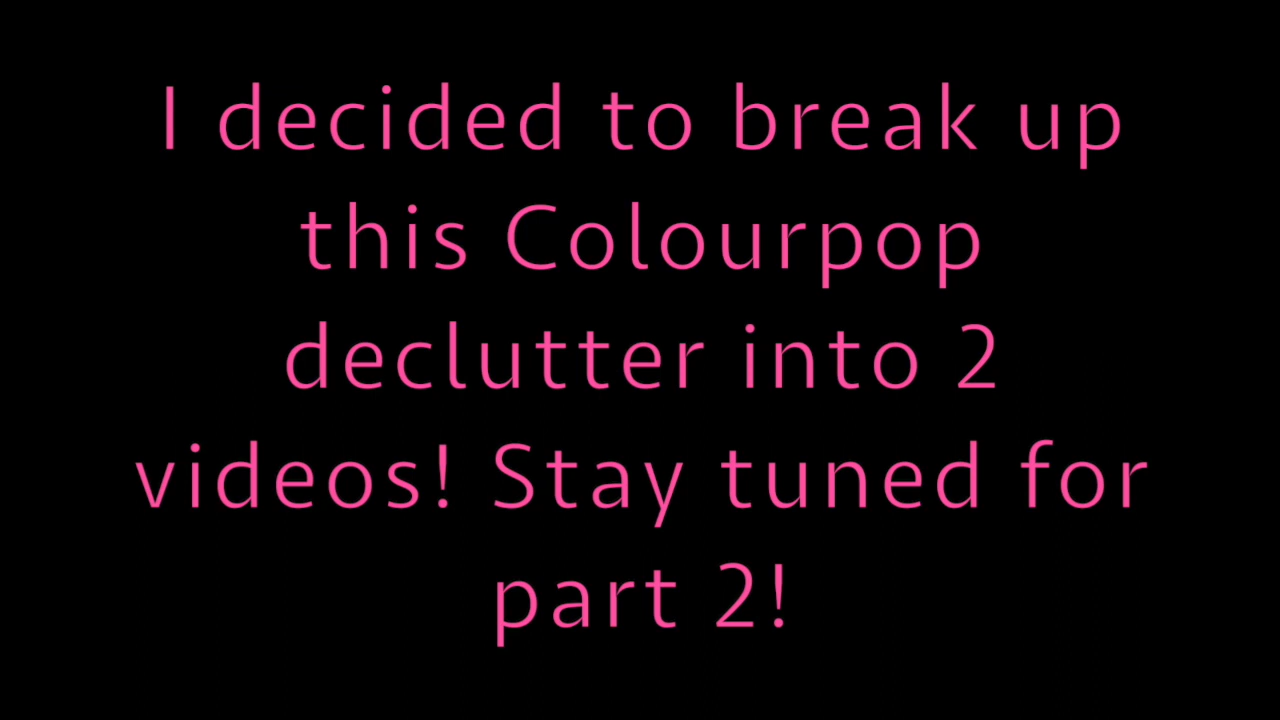 I decided to break up
this Colourpop
declutter into 2
videos! Stay tuned for
part 2!